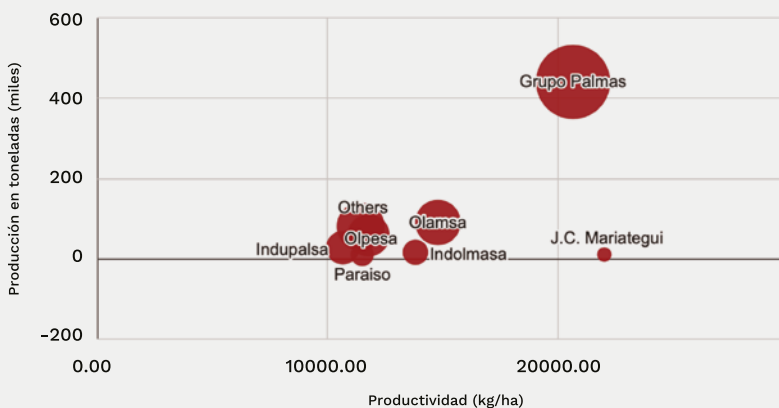 Producción en toneladas (miles)
600
400
200
0
-200
Grupo Palmas
Others
Olpesa
Olamsa
Indupalsa
Indolmasa
Paraiso
J.C. Mariategui
0.00
10000.00
20000.00
Productividad (kg/ha)